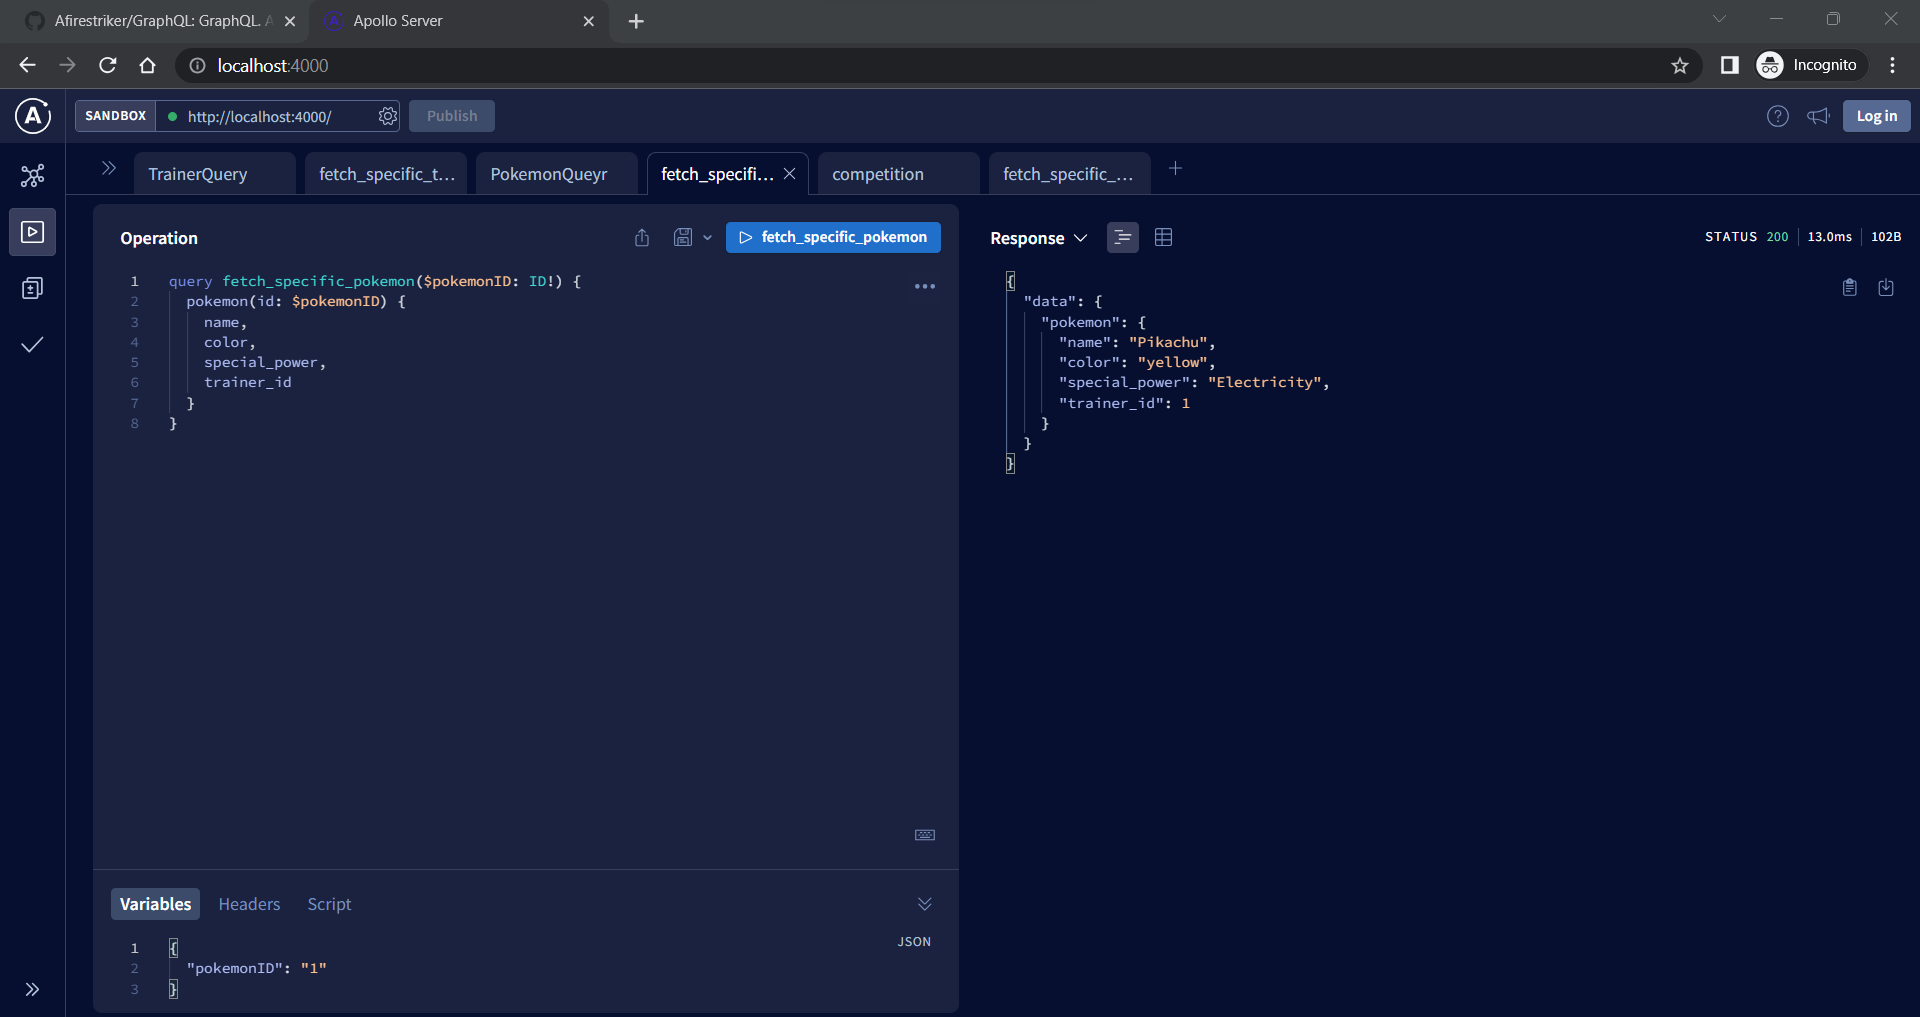 Afirestriker/GraphQL: GraphQL. A
Apollo Server
localhost:4000
Incognito
SANDBOX
http://localhost:4000/
Publish
Log in
TrainerQuery
fetch_specific_t...
PokemonQueyr
fetch_specifi...
competition
fetch_specific_...
Operation
fetch_specific_pokemon
1 query fetch_specific_pokemon($pokemonID: ID!) {
2 pokemon(id: $pokemonID) {
3 name,
4 color,
5 special_power,
6 trainer_id
7 }
8 }
Response
STATUS 200 13.0ms 102B
{
"data": {
"pokemon": {
"name": "Pikachu",
"color": "yellow",
"special_power": "Electricity",
"trainer_id": 1
}
}
}
Variables
Headers
Script
JSON
1 {
2 "pokemonID": "1"
3 }